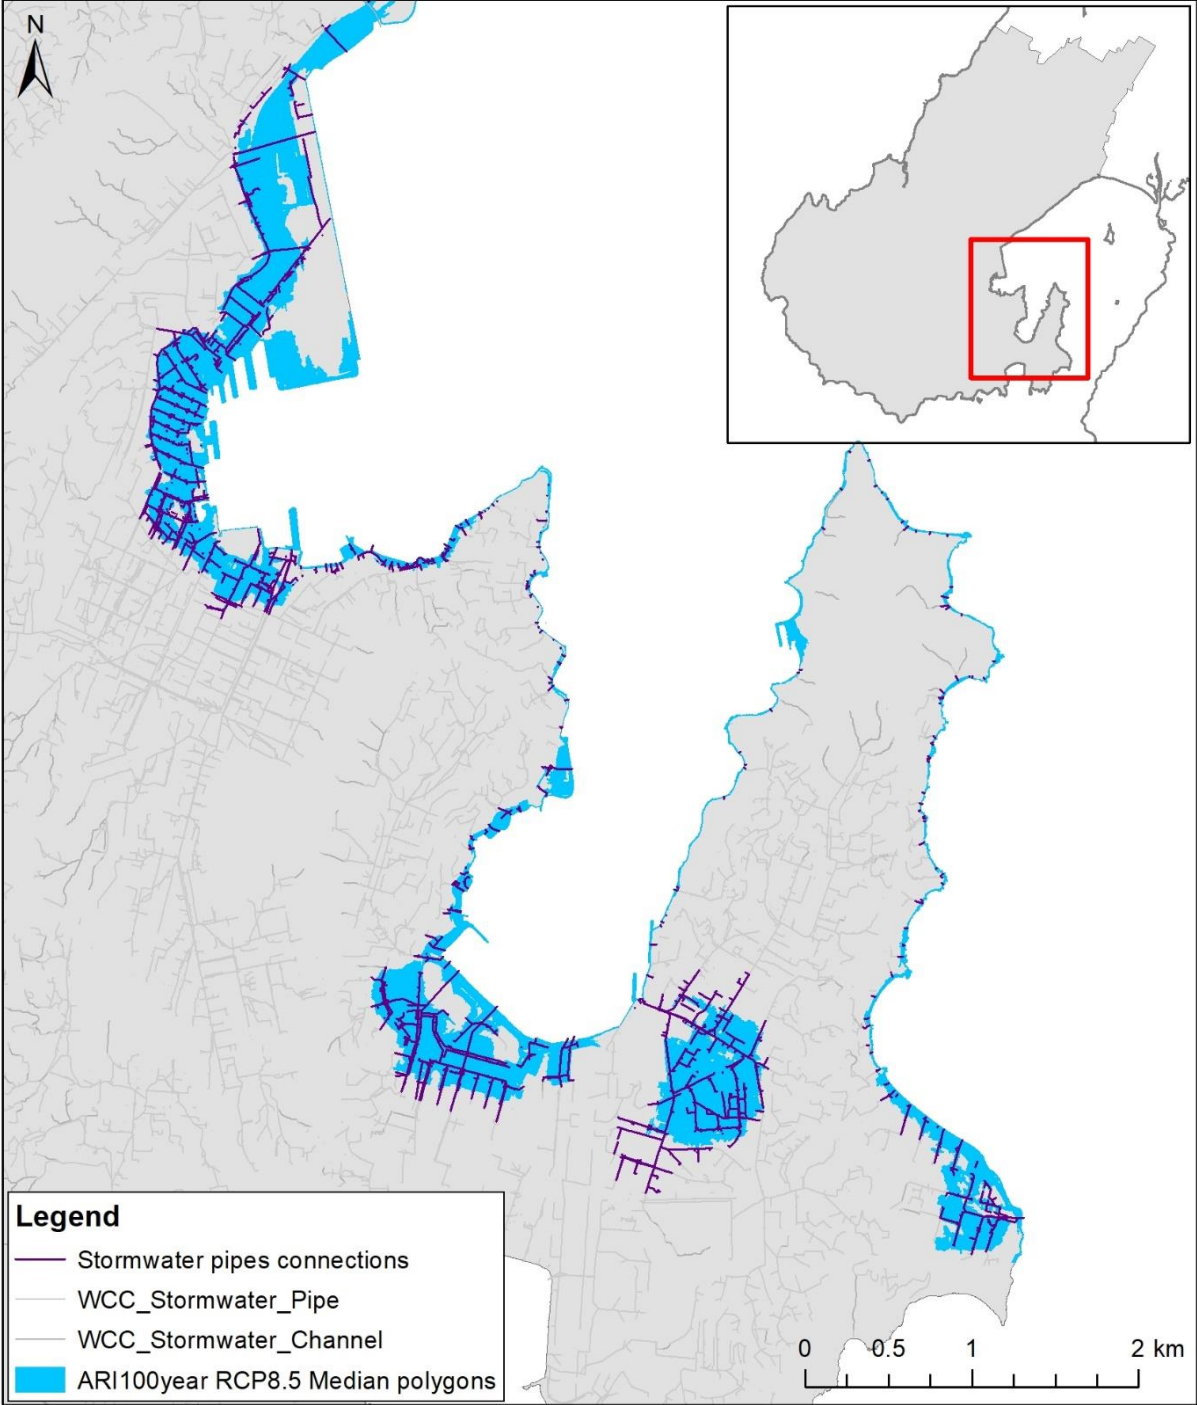 N
Legend
Stormwater pipes connections
WCC_Stormwater_Pipe
WCC_Stormwater_Channel
ARI100year RCP8.5 Median polygons
0 0.5 1 2 km